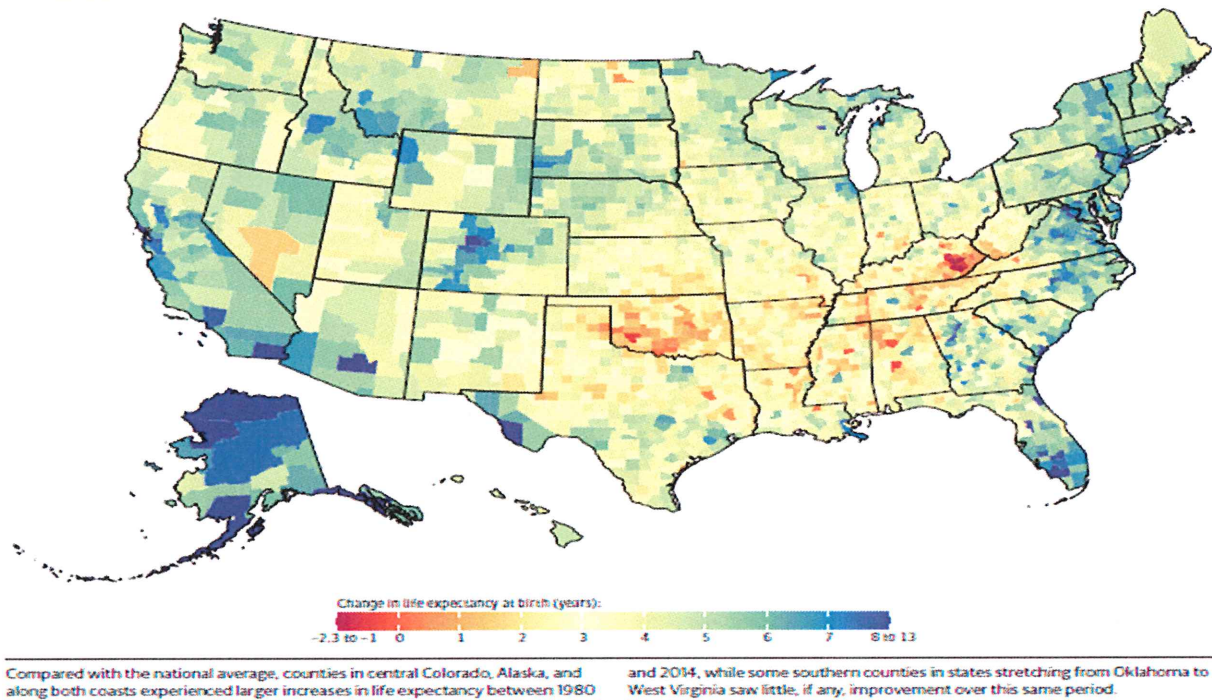 Change in life expectancy at birth (years):
−2.3 to −1 0 1 2 3 4 5 6 7 8 to 13
Compared with the national average, counties in central Colorado, Alaska, and
along both coasts experienced larger increases in life expectancy between 1980
and 2014, while some southern counties in states stretching from Oklahoma to
West Virginia saw little, if any, improvement over this same period.